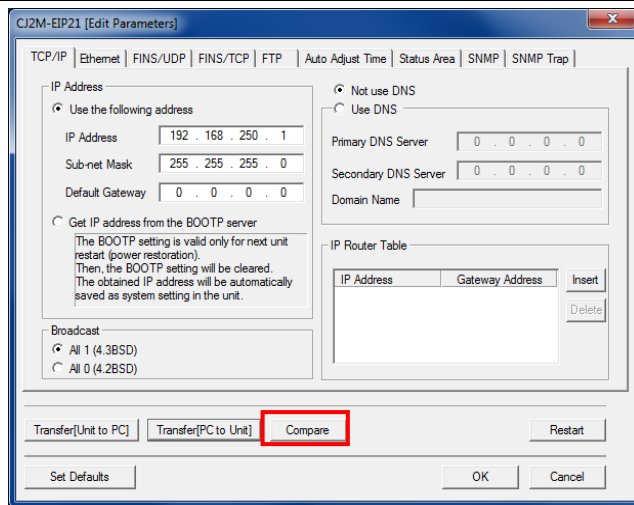 CJ2M-EIP21 [Edit Parameters]
TCP/IP Ethernet FINS/UDP FINS/TCP FTP Auto Adjust Time Status Area SNMP SNMP Trap
IP Address
Use the following address
IP Address 192 . 168 . 250 . 1
Sub-net Mask 255 . 255 . 255 . 0
Default Gateway 0 . 0 . 0 . 0
Get IP address from the BOOTP server
The BOOTP setting is valid only for next unit
restart (power restoration).
Then, the BOOTP setting will be cleared.
The obtained IP address will be automatically
saved as system setting in the unit.
Broadcast
All 1 (4.3BSD)
All 0 (4.2BSD)
Not use DNS
Use DNS
Primary DNS Server 0 . 0 . 0 . 0
Secondary DNS Server 0 . 0 . 0 . 0
Domain Name
IP Router Table
IP Address Gateway Address
Insert
Delete
Transfer[Unit to PC] Transfer[PC to Unit] Compare Restart
Set Defaults OK Cancel